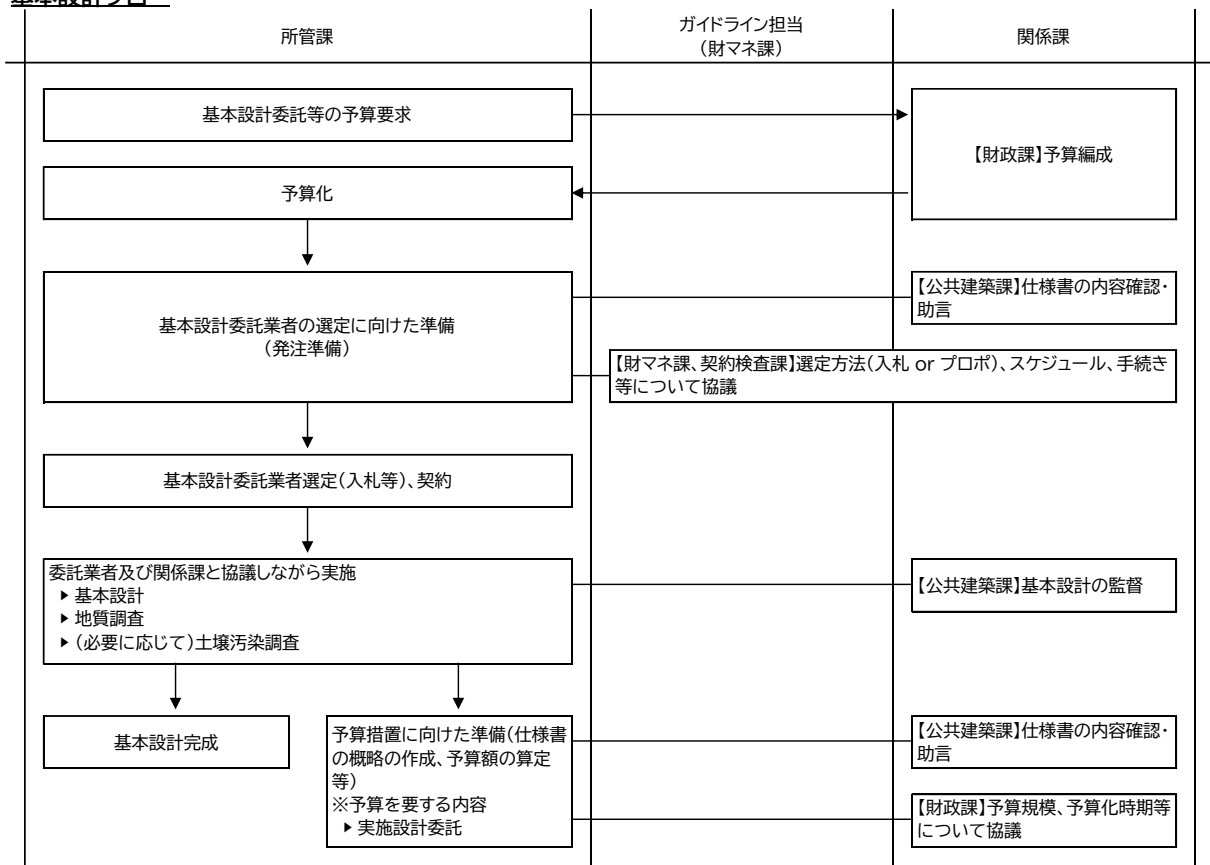 基本設計フロー
所管課
ガイドライン担当
(財マネ課)
関係課
基本設計委託等の予算要求
【財政課】予算編成
予算化
基本設計委託業者の選定に向けた準備
(発注準備)
【公共建築課】仕様書の内容確認・
助言
【財マネ課、契約検査課】選定方法(入札 or プロポ)、スケジュール、手続き
等について協議
基本設計委託業者選定(入札等)、契約
委託業者及び関係課と協議しながら実施
▶ 基本設計
▶ 地質調査
▶ (必要に応じて)土壌汚染調査
【公共建築課】基本設計の監督
基本設計完成
予算措置に向けた準備(仕様書
の概略の作成、予算額の算定
等)
※予算を要する内容
▶ 実施設計委託
【公共建築課】仕様書の内容確認・
助言
【財政課】予算規模、予算化時期等
について協議